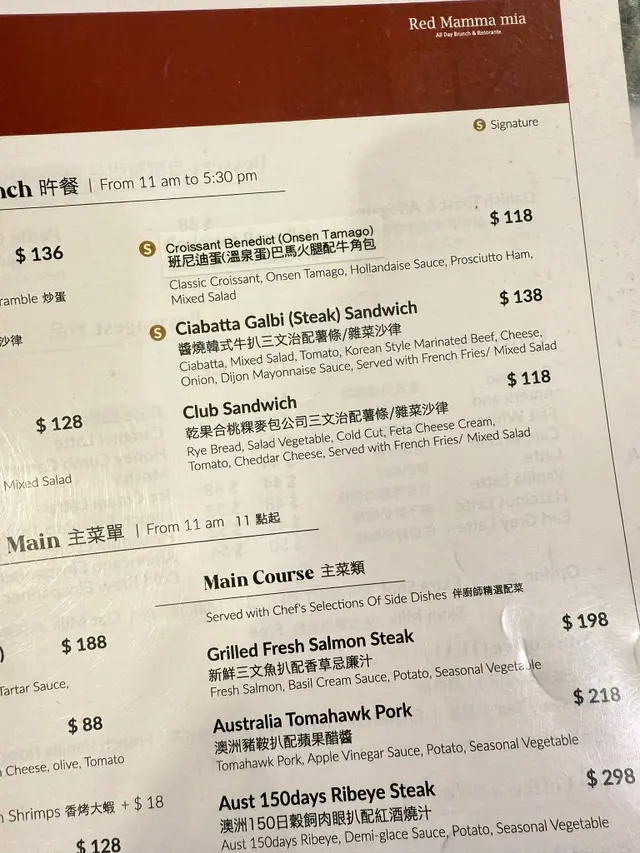 Red Mamma mia
All Day Brunch & Ristorante
S Signature
nch 昨餐 | From 11 am to 5:30 pm
$ 136
ramble 炒蛋
沙律
$ 128
Mixed Salad
S Croissant Benedict (Onsen Tamago) $ 118
班尼迪蛋(溫泉蛋)巴馬火腿配牛角包
Classic Croissant, Onsen Tamago, Hollandaise Sauce, Prosciutto Ham,
Mixed Salad
S Ciabatta Galbi (Steak) Sandwich $ 138
醬燒韓式牛扒三文治配薯條/雜菜沙律
Ciabatta, Mixed Salad, Tomato, Korean Style Marinated Beef, Cheese,
Onion, Dijon Mayonnaise Sauce, Served with French Fries/ Mixed Salad
Club Sandwich $ 118
乾果合桃粿麥包公司三文治配薯條/雜菜沙律
Rye Bread, Salad Vegetable, Cold Cut, Feta Cheese Cream,
Tomato, Cheddar Cheese, Served with French Fries/ Mixed Salad
Main 主菜單 | From 11 am 11 點起
) $ 188
Tartar Sauce,
$ 88
Cheese, olive, Tomato
n Shrimps 香烤大蝦 + $ 18
$ 128
Main Course 主菜類
Served with Chef's Selections Of Side Dishes 伴廚師精選配菜
Grilled Fresh Salmon Steak $ 198
新鮮三文魚扒配香草忌廉汁
Fresh Salmon, Basil Cream Sauce, Potato, Seasonal Vegetable
Australia Tomahawk Pork $ 218
澳洲豬鞍扒配蘋果醋醬
Tomahawk Pork, Apple Vinegar Sauce, Potato, Seasonal Vegetable
Aust 150days Ribeye Steak $ 298
澳洲150日穀飼肉眼扒配紅酒燒汁
Aust 150days Ribeye, Demi-glace Sauce, Potato, Seasonal Vegetable